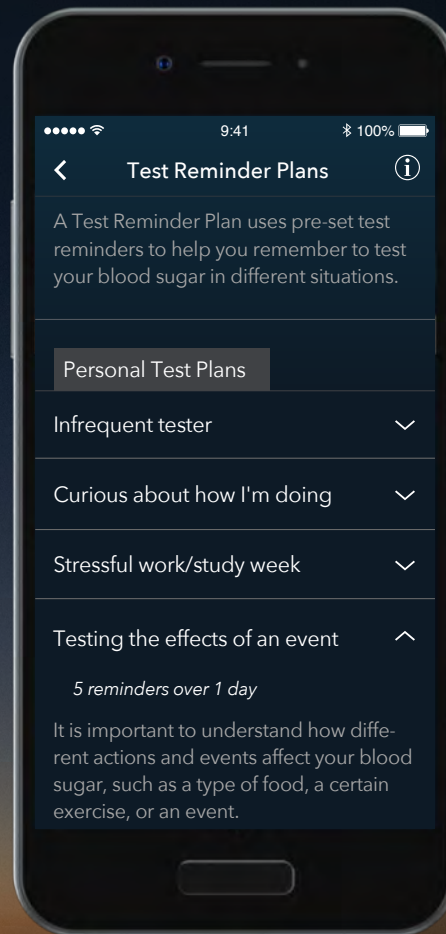 9:41
100%
Test Reminder Plans
A Test Reminder Plan uses pre-set test
reminders to help you remember to test
your blood sugar in different situations.
Personal Test Plans
Infrequent tester
Curious about how I'm doing
Stressful work/study week
Testing the effects of an event
5 reminders over 1 day
It is important to understand how diffe-
rent actions and events affect your blood
sugar, such as a type of food, a certain
exercise, or an event.